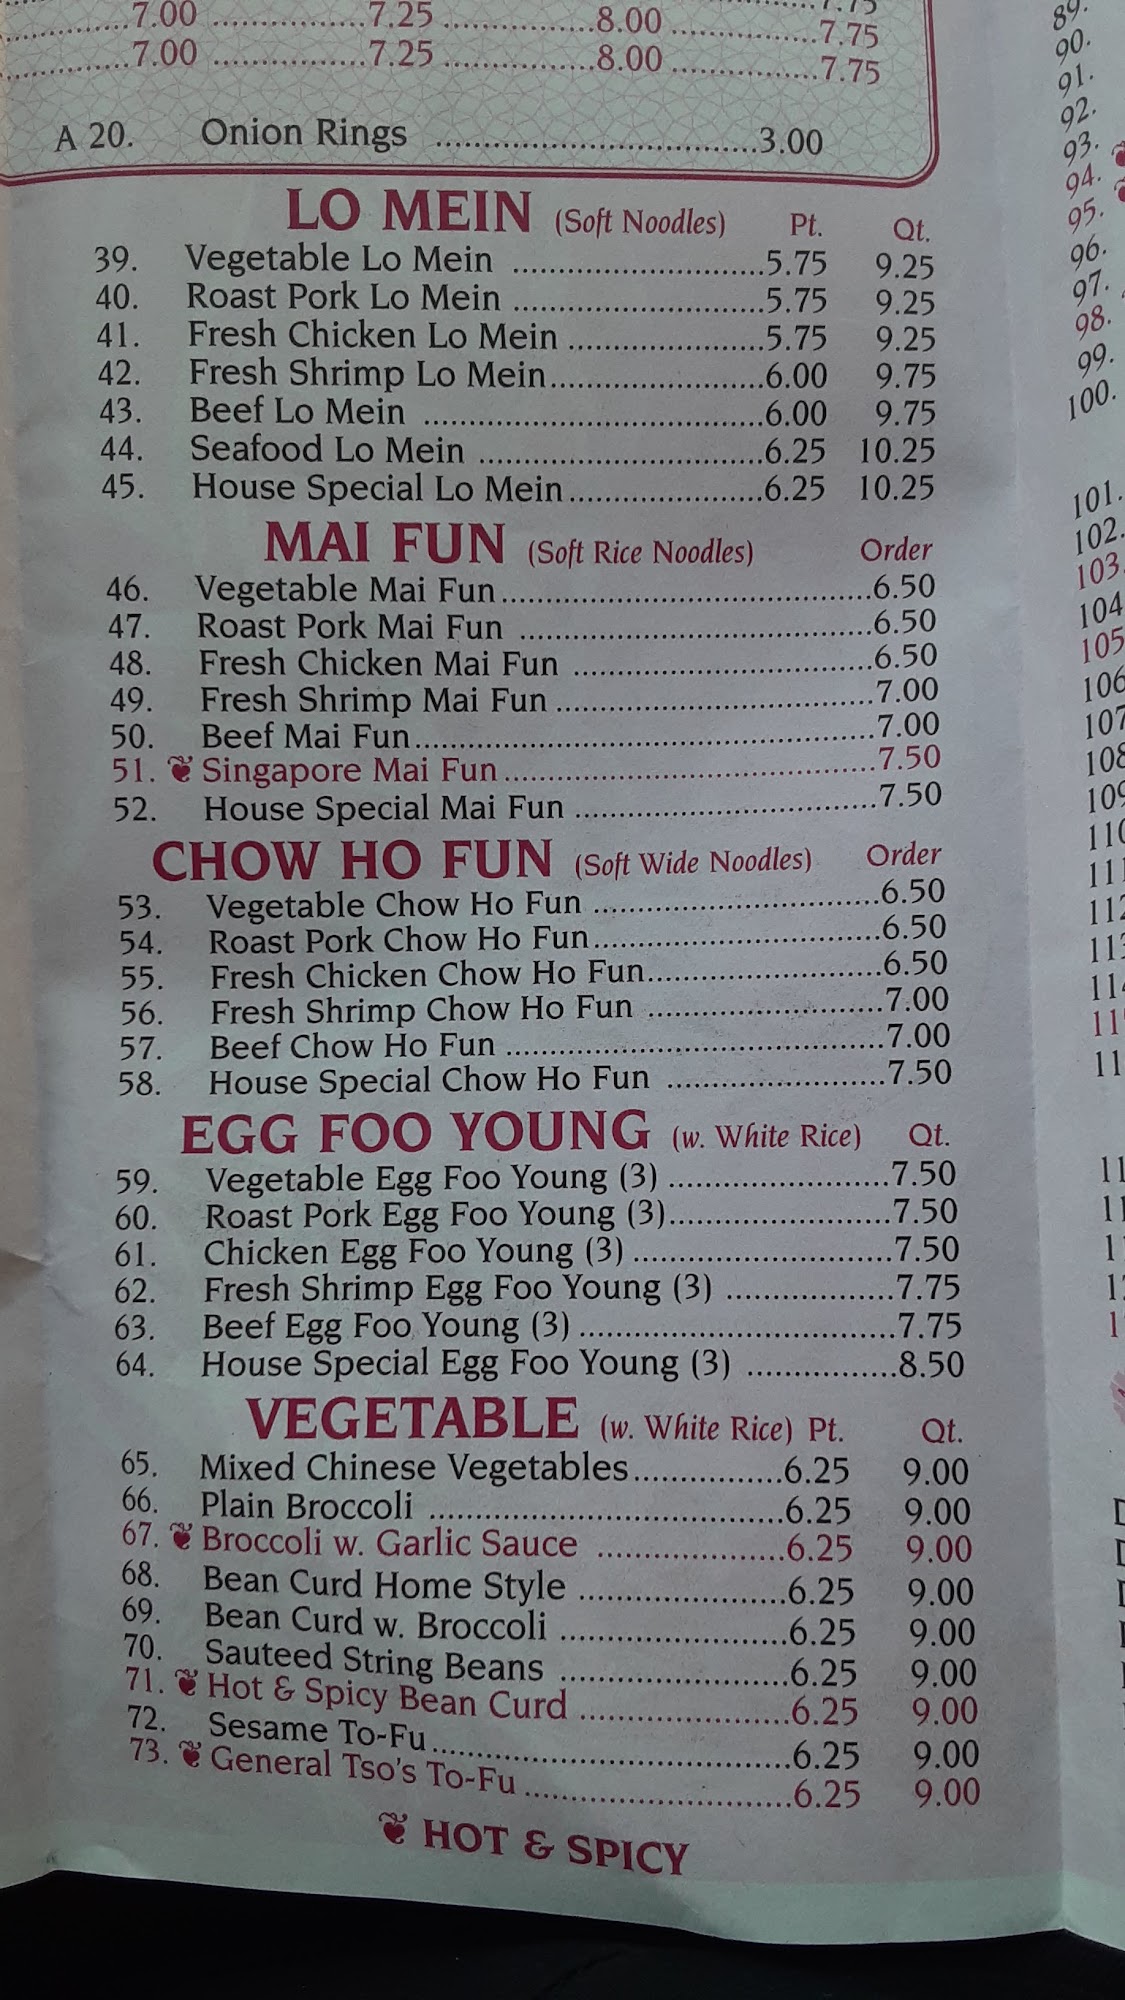 7.75
7.00 7.25 8.00 7.75
7.00 7.25 8.00 7.75
A 20. Onion Rings 3.00
LO MEIN (Soft Noodles) Pt. Qt.
39. Vegetable Lo Mein 5.75 9.25
40. Roast Pork Lo Mein 5.75 9.25
41. Fresh Chicken Lo Mein 5.75 9.25
42. Fresh Shrimp Lo Mein 6.00 9.75
43. Beef Lo Mein 6.00 9.75
44. Seafood Lo Mein 6.25 10.25
45. House Special Lo Mein 6.25 10.25
MAI FUN (Soft Rice Noodles) Order
46. Vegetable Mai Fun 6.50
47. Roast Pork Mai Fun 6.50
48. Fresh Chicken Mai Fun 6.50
49. Fresh Shrimp Mai Fun 7.00
50. Beef Mai Fun 7.00
51. Singapore Mai Fun 7.50
52. House Special Mai Fun 7.50
CHOW HO FUN (Soft Wide Noodles) Order
53. Vegetable Chow Ho Fun 6.50
54. Roast Pork Chow Ho Fun 6.50
55. Fresh Chicken Chow Ho Fun 6.50
56. Fresh Shrimp Chow Ho Fun 7.00
57. Beef Chow Ho Fun 7.00
58. House Special Chow Ho Fun 7.50
EGG FOO YOUNG (w. White Rice) Qt.
59. Vegetable Egg Foo Young (3) 7.50
60. Roast Pork Egg Foo Young (3) 7.50
61. Chicken Egg Foo Young (3) 7.50
62. Fresh Shrimp Egg Foo Young (3) 7.75
63. Beef Egg Foo Young (3) 7.75
64. House Special Egg Foo Young (3) 8.50
VEGETABLE (w. White Rice) Pt. Qt.
65. Mixed Chinese Vegetables 6.25 9.00
66. Plain Broccoli 6.25 9.00
67. Broccoli w. Garlic Sauce 6.25 9.00
68. Bean Curd Home Style 6.25 9.00
69. Bean Curd w. Broccoli 6.25 9.00
70. Sauteed String Beans 6.25 9.00
71. Hot & Spicy Bean Curd 6.25 9.00
72. Sesame To-Fu 6.25 9.00
73. General Tso's To-Fu 6.25 9.00
HOT & SPICY
89.
90.
91.
92.
93.
94.
95.
96.
97.
98.
99.
100.
101.
102.
103.
104
105
106
107
108
109